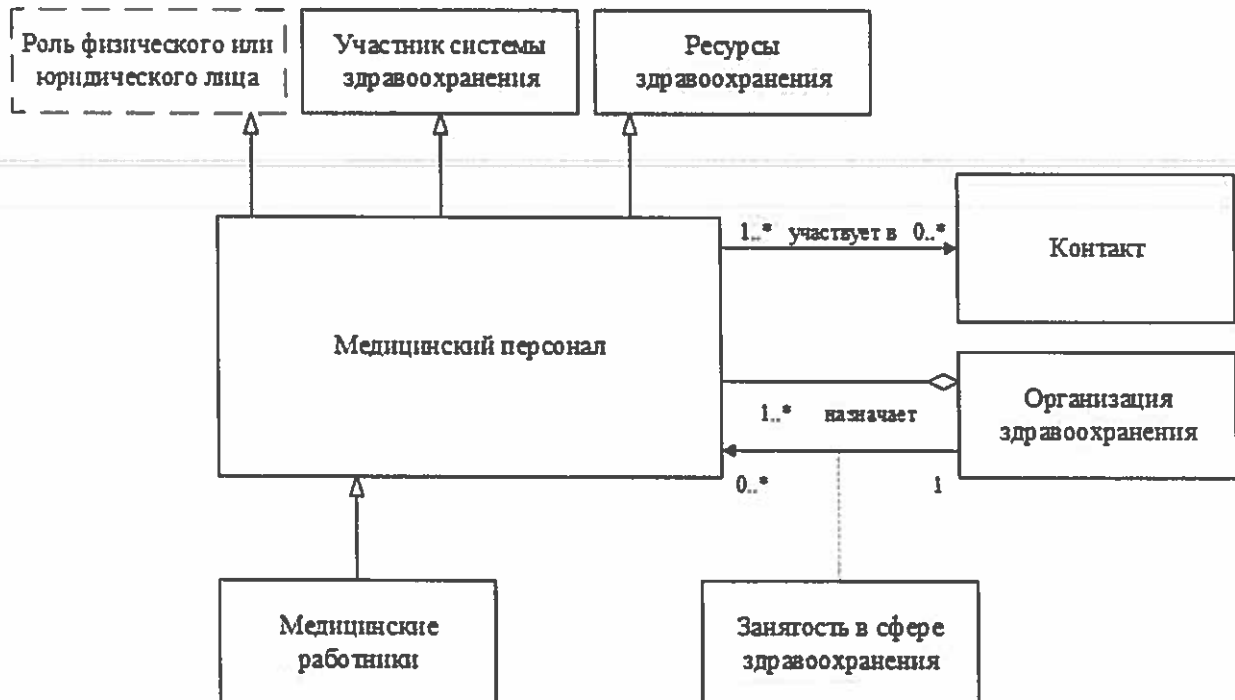 Роль физического или
юридического лица
Участник системы
здравоохранения
Ресурсы
здравоохранения
1..* участвует в 0..*
Контакт
Медицинский персонал
1..* назначает
Организация
здравоохранения
0..* 1
Медицинские
работники
Занятость в сфере
здравоохранения